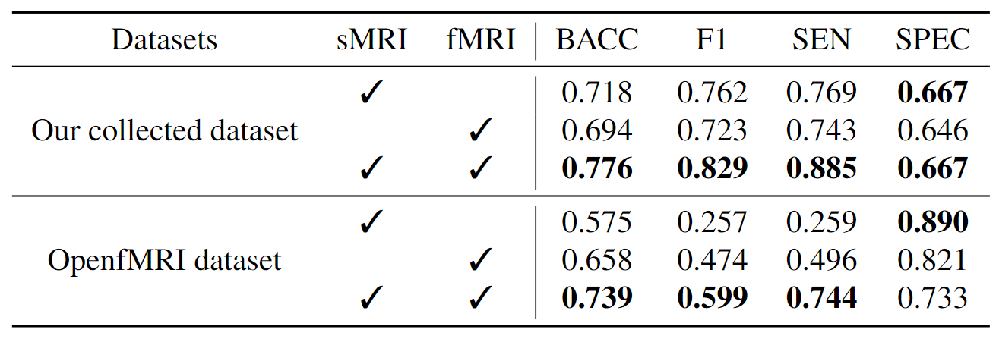 Datasets sMRI fMRI BACC F1 SEN SPEC
✓ 0.718 0.762 0.769 0.667
Our collected dataset ✓ 0.694 0.723 0.743 0.646
✓ ✓ 0.776 0.829 0.885 0.667
✓ 0.575 0.257 0.259 0.890
OpenfMRI dataset ✓ 0.658 0.474 0.496 0.821
✓ ✓ 0.739 0.599 0.744 0.733